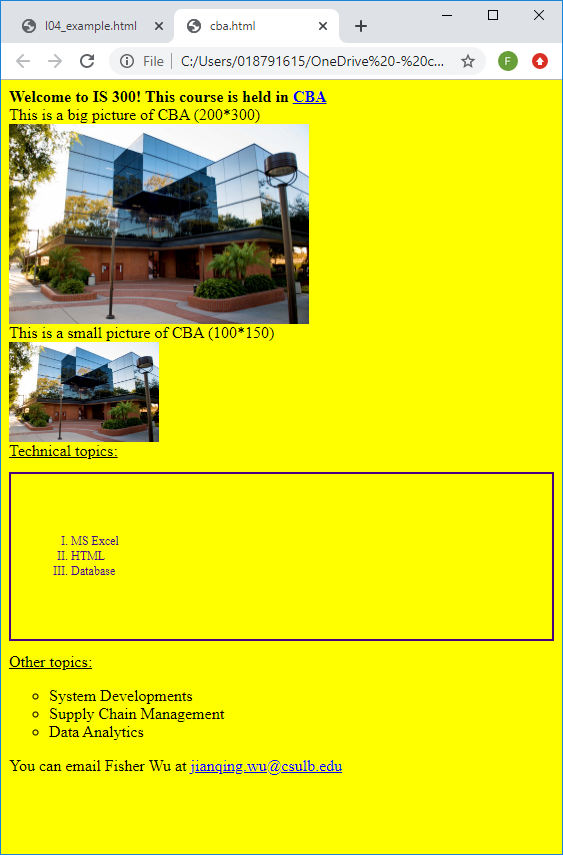 l04_example.html
cba.html
File
C:/Users/018791615/OneDrive%20-%20c...
F
Welcome to IS 300! This course is held in CBA
This is a big picture of CBA (200*300)
This is a small picture of CBA (100*150)
Technical topics:
I. MS Excel
II. HTML
III. Database
Other topics:
System Developments
Supply Chain Management
Data Analytics
You can email Fisher Wu at jianqing.wu@csulb.edu